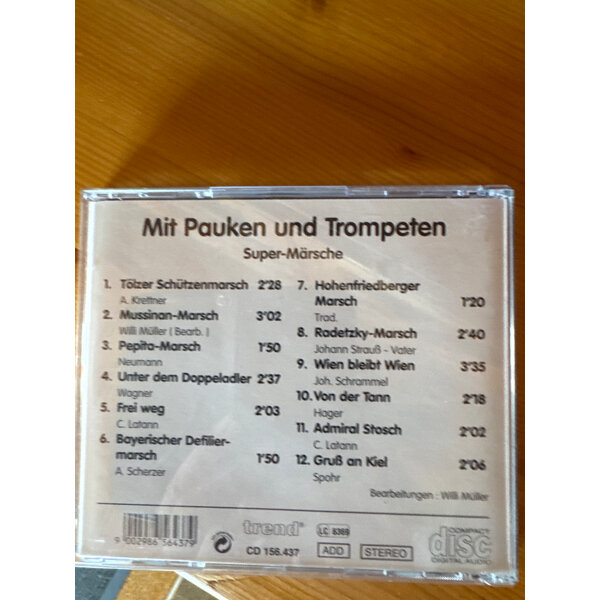 Mit Pauken und Trompeten
Super-Märsche
1. Tölzer Schützenmarsch 2"28
A. Krettner
2. Mussinan-Marsch 3"02
Willi Müller ( Bearb. )
3. Pepita-Marsch 1"50
Neumann
4. Unter dem Doppeladler 2"37
Wagner
5. Frei weg 2"03
C. Latann
6. Bayerischer Defilier-
marsch 1"50
A. Scherzer
7. Hohenfriedberger
Marsch 1"20
Trad.
8. Radetzky-Marsch 2"40
Johann Strauß - Vater
9. Wien bleibt Wien 3"35
Joh. Schrammel
10. Von der Tann 2"18
Hager
11. Admiral Stosch 2"02
C. Latann
12. Gruß an Kiel 2"06
Spohr
Bearbeitungen : Willi Müller
9 002986 564379
trend®
CD 156.437
LC 8369
ADD
STEREO
COMPACT
disc
DIGITAL AUDIO